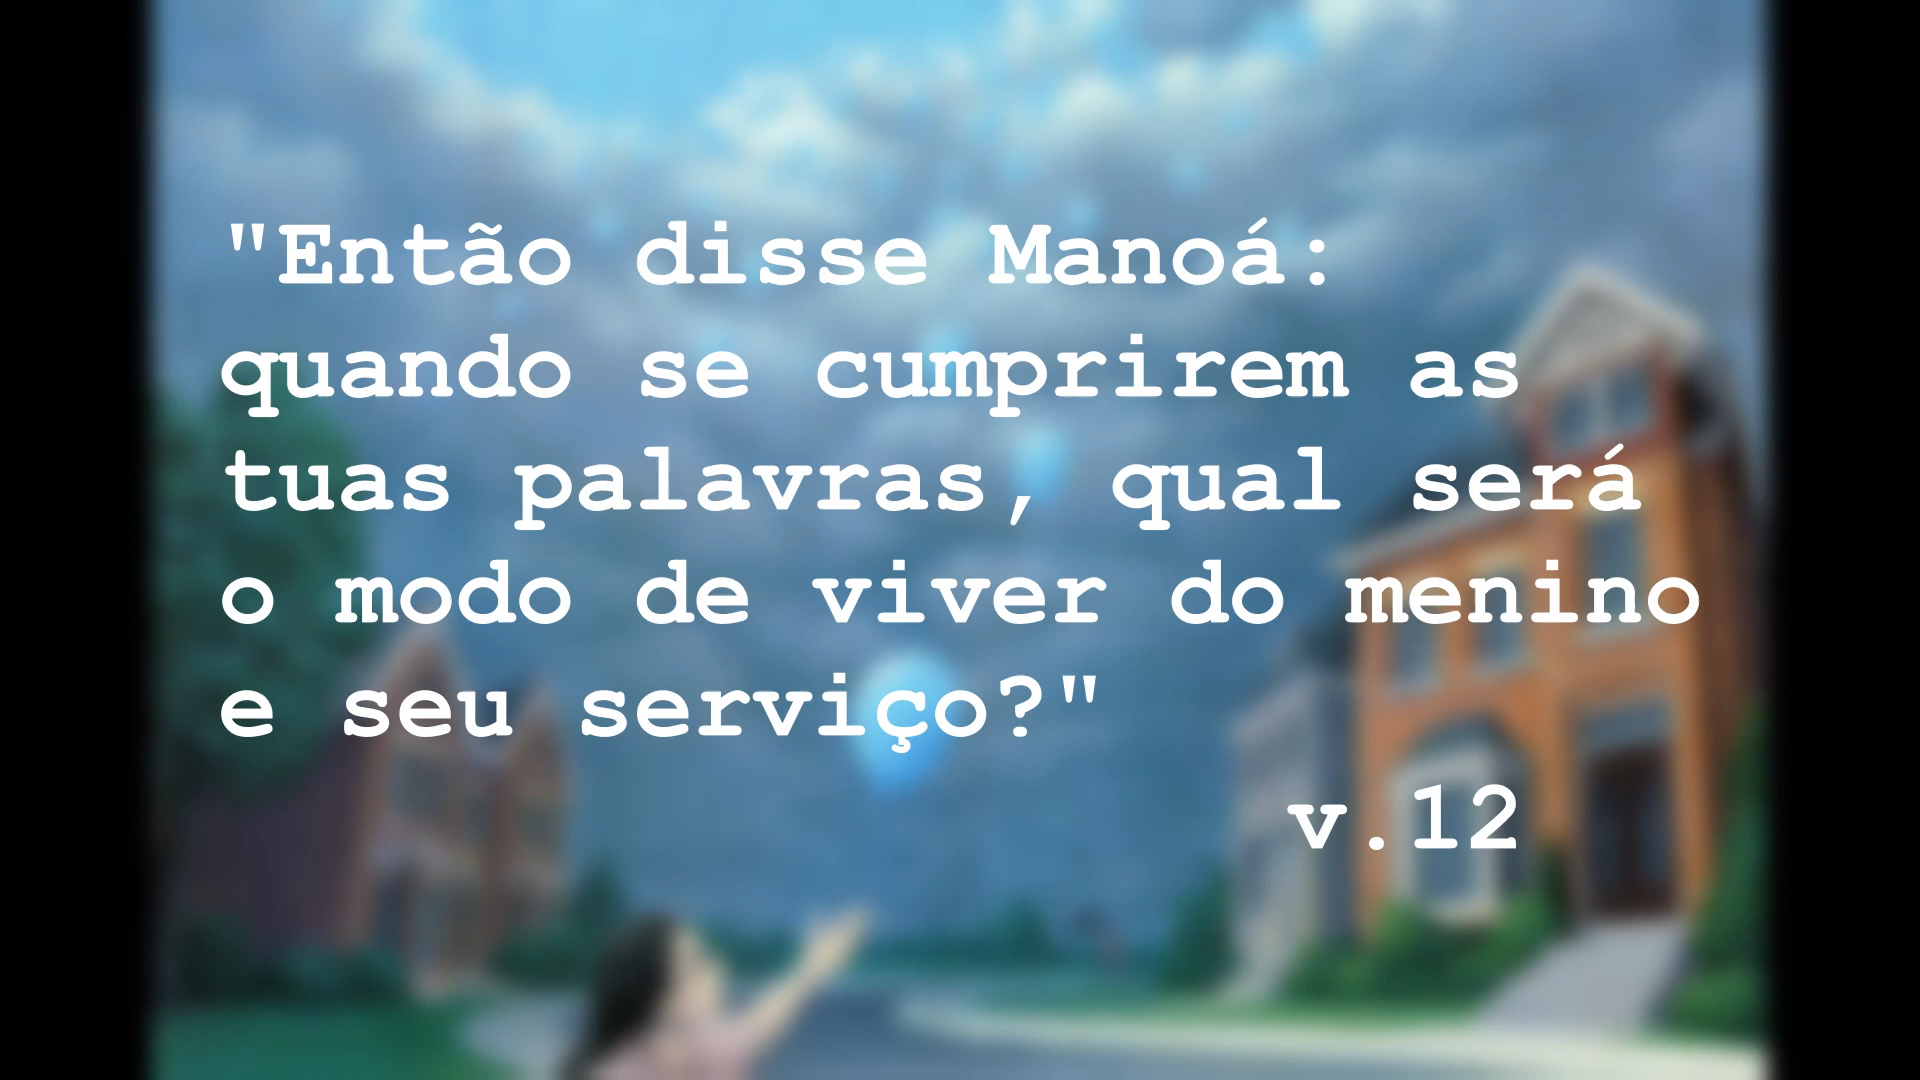 "Então disse Manoá:
quando se cumprirem as
tuas palavras, qual será
o modo de viver do menino
e seu serviço?"
v.12